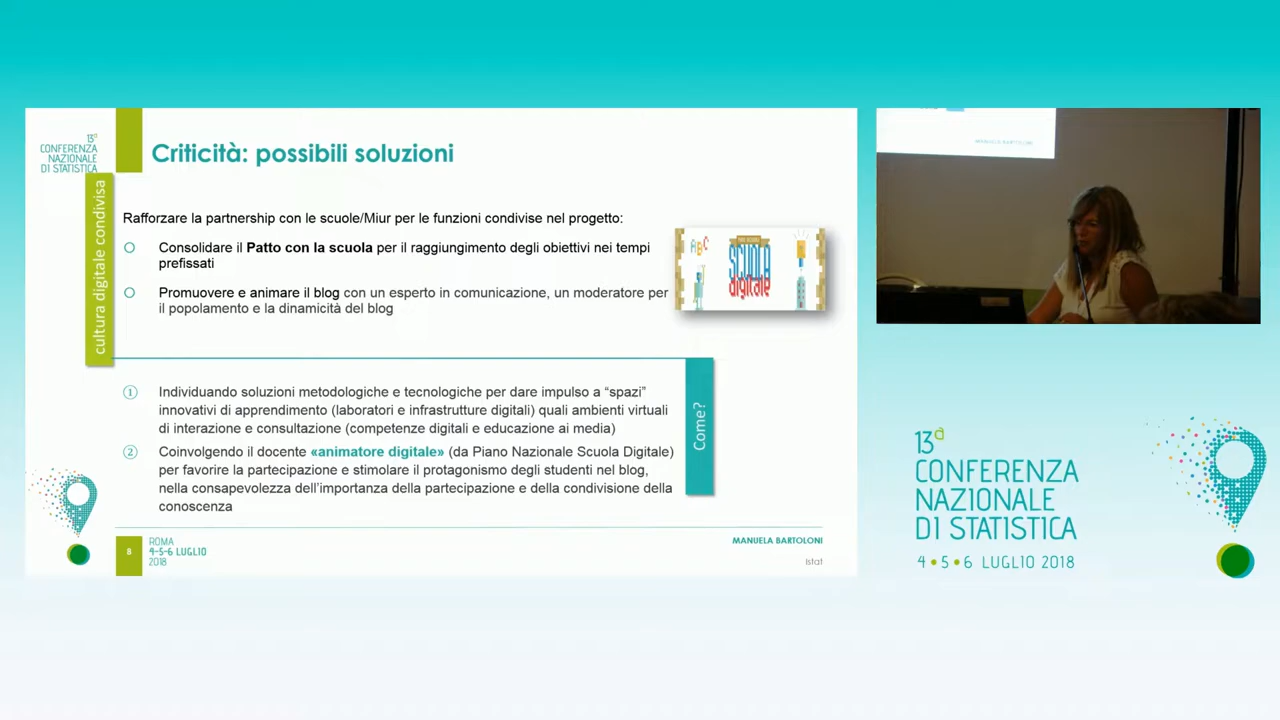 13ª
CONFERENZA
NAZIONALE
DI STATISTICA
Criticità: possibili soluzioni
cultura digitale condivisa
Rafforzare la partnership con le scuole/Miur per le funzioni condivise nel progetto:
Consolidare il Patto con la scuola per il raggiungimento degli obiettivi nei tempi
prefissati
Promuovere e animare il blog con un esperto in comunicazione, un moderatore per
il popolamento e la dinamicità del blog
ABC
SCUOLA
digitale
1 Individuando soluzioni metodologiche e tecnologiche per dare impulso a “spazi”
innovativi di apprendimento (laboratori e infrastrutture digitali) quali ambienti virtuali
di interazione e consultazione (competenze digitali e educazione ai media)
2 Coinvolgendo il docente «animatore digitale» (da Piano Nazionale Scuola Digitale)
per favorire la partecipazione e stimolare il protagonismo degli studenti nel blog,
nella consapevolezza dell’importanza della partecipazione e della condivisione della
conoscenza
Come?
8
ROMA
4-5-6 LUGLIO
2018
MANUELA BARTOLONI
Istat
MANUELA BARTOLONI
13ª
CONFERENZA
NAZIONALE
DI STATISTICA
4 • 5 • 6 LUGLIO 2018